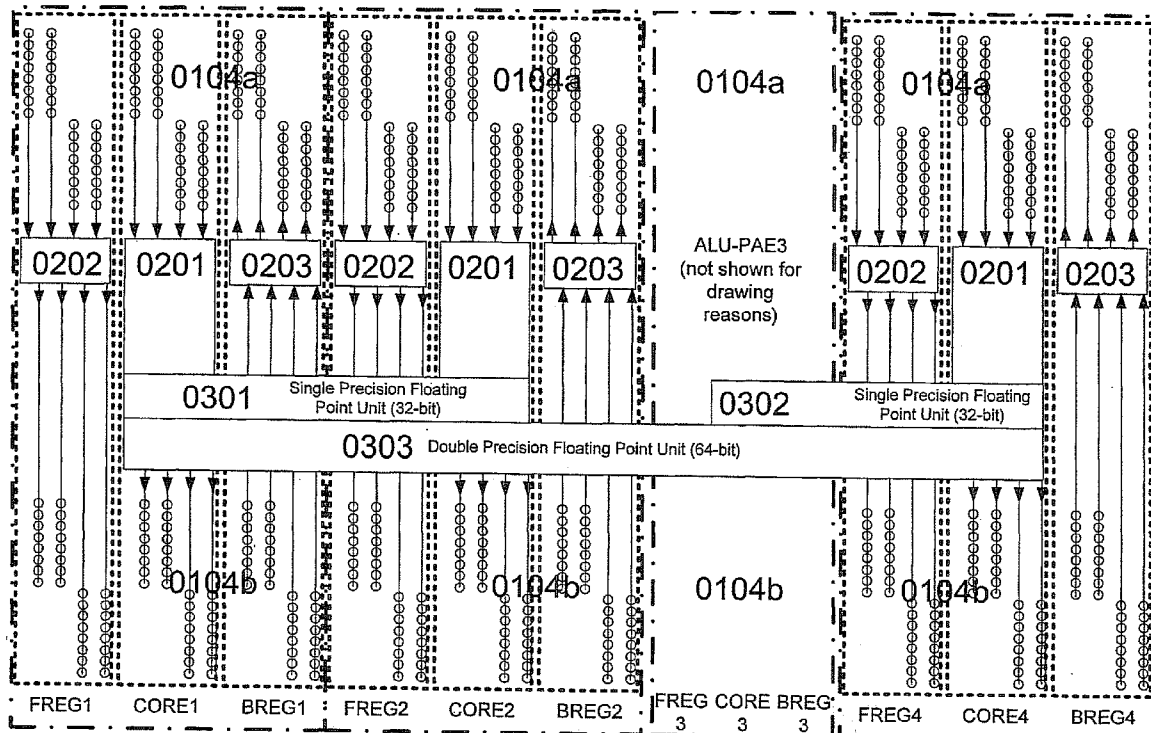 0104a 0104a 0104a 0104a
0202 0201 0203 0202 0201 0203 0202 0201 0203
ALU-PAE3
(not shown for
drawing
reasons)
0301 Single Precision Floating
Point Unit (32-bit)
0302 Single Precision Floating
Point Unit (32-bit)
0303 Double Precision Floating Point Unit (64-bit)
0104b 0104b 0104b 0104b
FREG1 CORE1 BREG1 FREG2 CORE2 BREG2 FREG CORE BREG FREG4 CORE4 BREG4
3 3 3